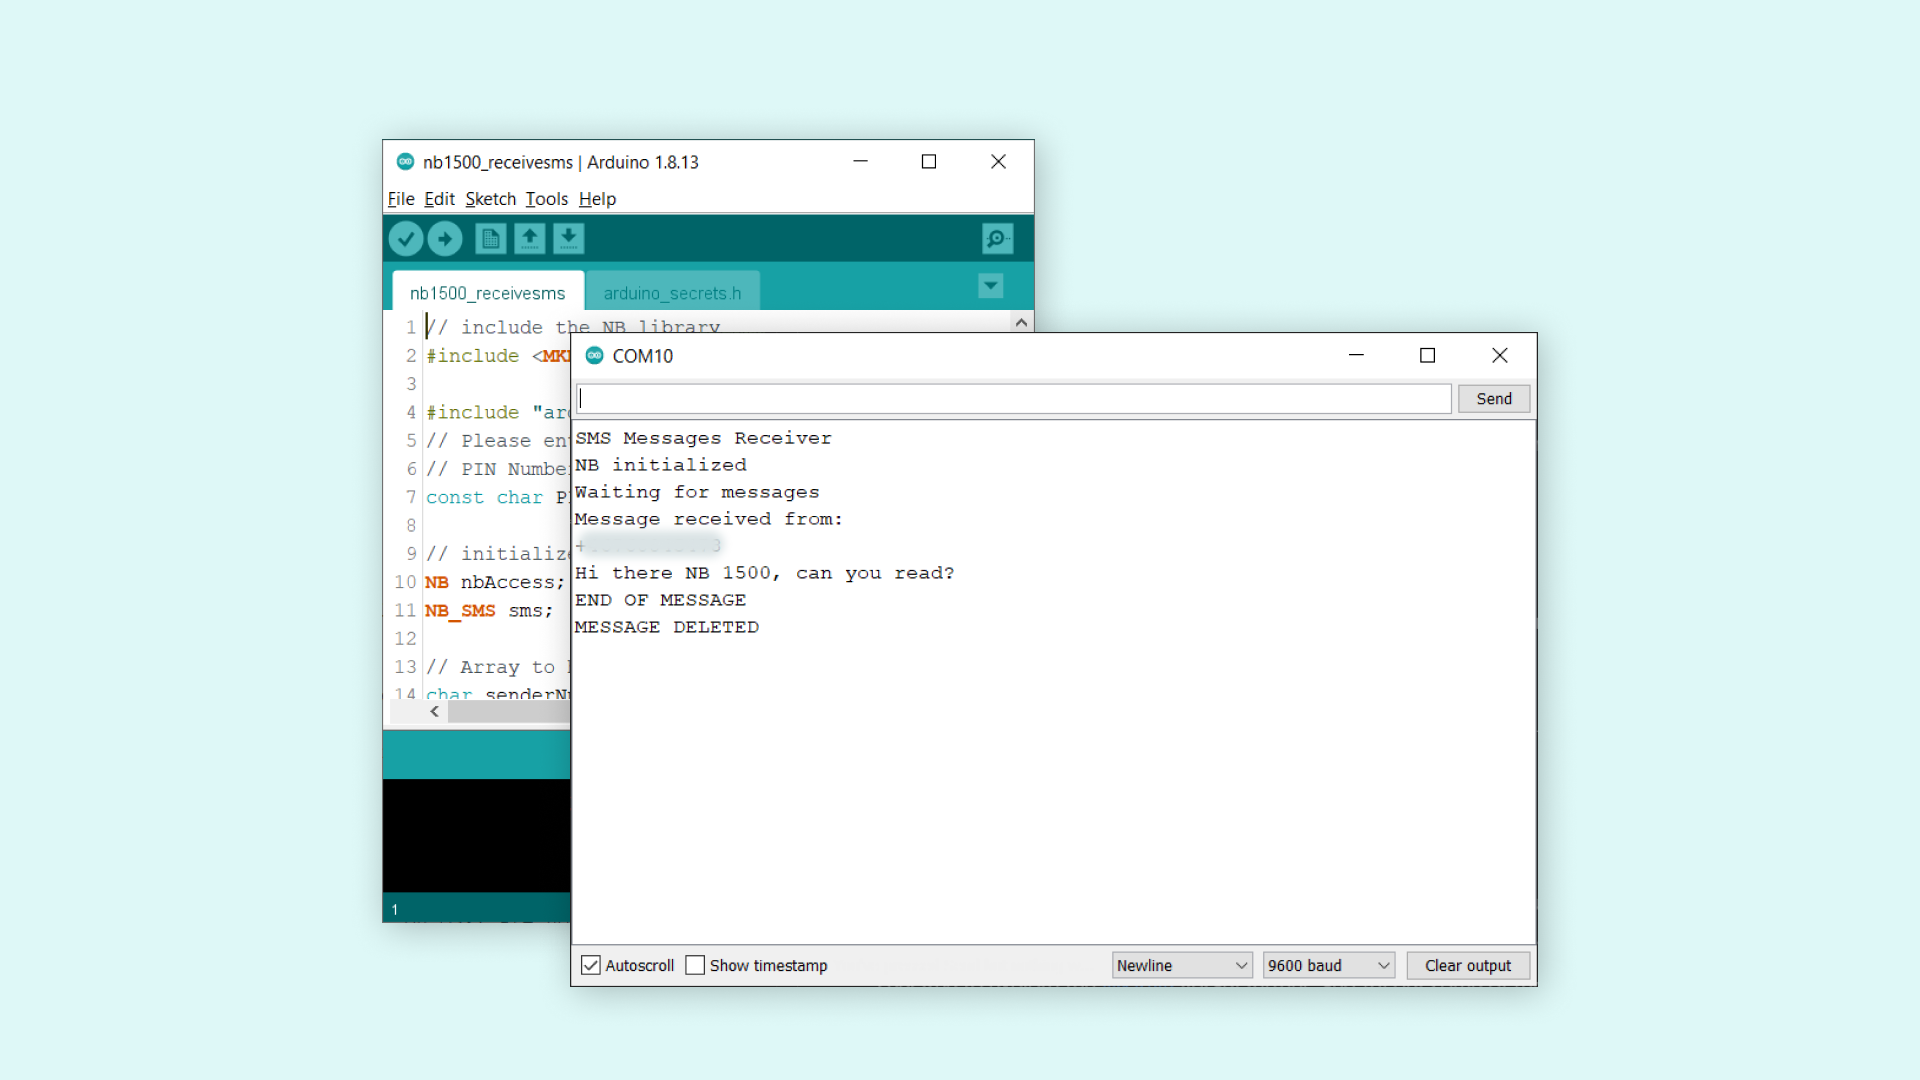 nb1500_receivesms | Arduino 1.8.13
File Edit Sketch Tools Help
nb1500_receivesms arduino_secrets.h
1 // include the NB library
2 #include <MK
3
4 #include "ard
5 // Please en
6 // PIN Numbe
7 const char P
8
9 // initialize
10 NB nbAccess;
11 NB_SMS sms;
12
13 // Array to
14 char senderN
1
COM10
Send
SMS Messages Receiver
NB initialized
Waiting for messages
Message received from:
+
Hi there NB 1500, can you read?
END OF MESSAGE
MESSAGE DELETED
Autoscroll Show timestamp Newline 9600 baud Clear output